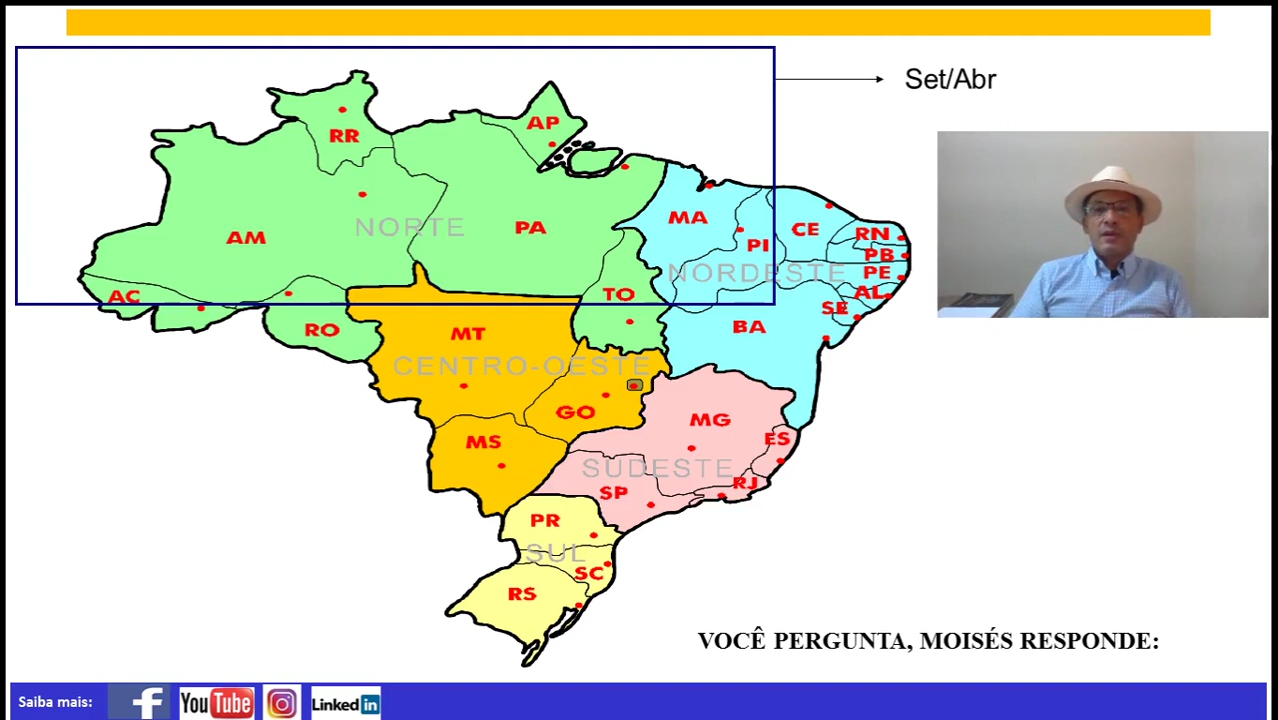 Set/Abr
AP
RR
NORTE
AM
PA
MA
PI
CE
RN
PB
PE
AL
SE
NORDESTE
AC
TO
RO
MT
BA
CENTRO-OESTE
GO
MG
MS
ES
SUDESTE
SP
RJ
PR
SUL
SC
RS
VOCÊ PERGUNTA, MOISÉS RESPONDE:
Saiba mais: f YouTube Linked in